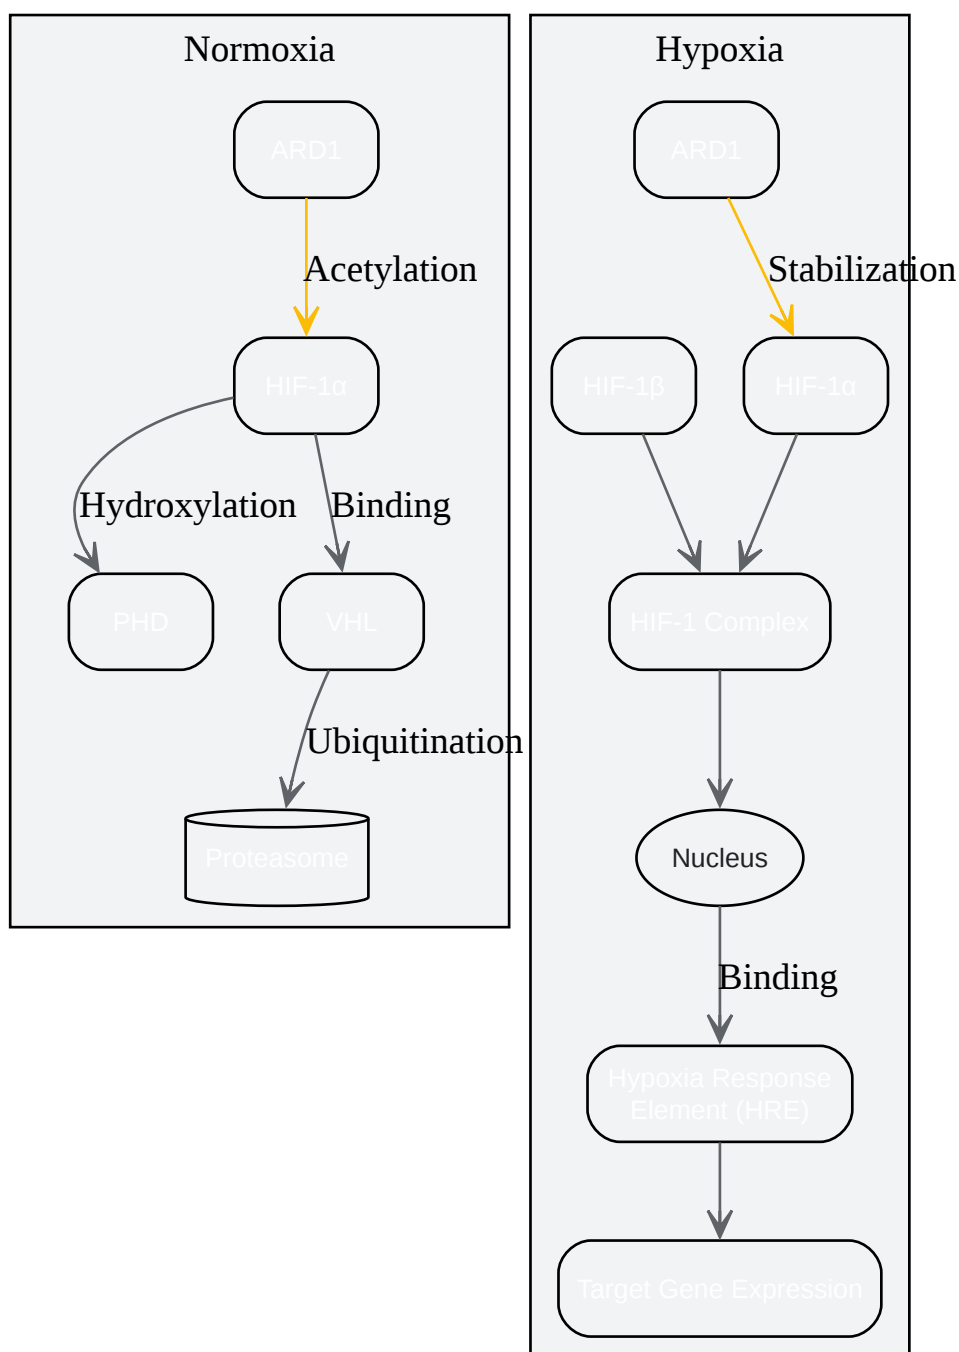 Normoxia
ARD1
Acetylation
HIF-1α
Hydroxylation
Binding
PHD
VHL
Ubiquitination
Proteasome
Hypoxia
ARD1
Stabilization
HIF-1β
HIF-1α
HIF-1 Complex
Nucleus
Binding
Hypoxia Response
Element (HRE)
Target Gene Expression